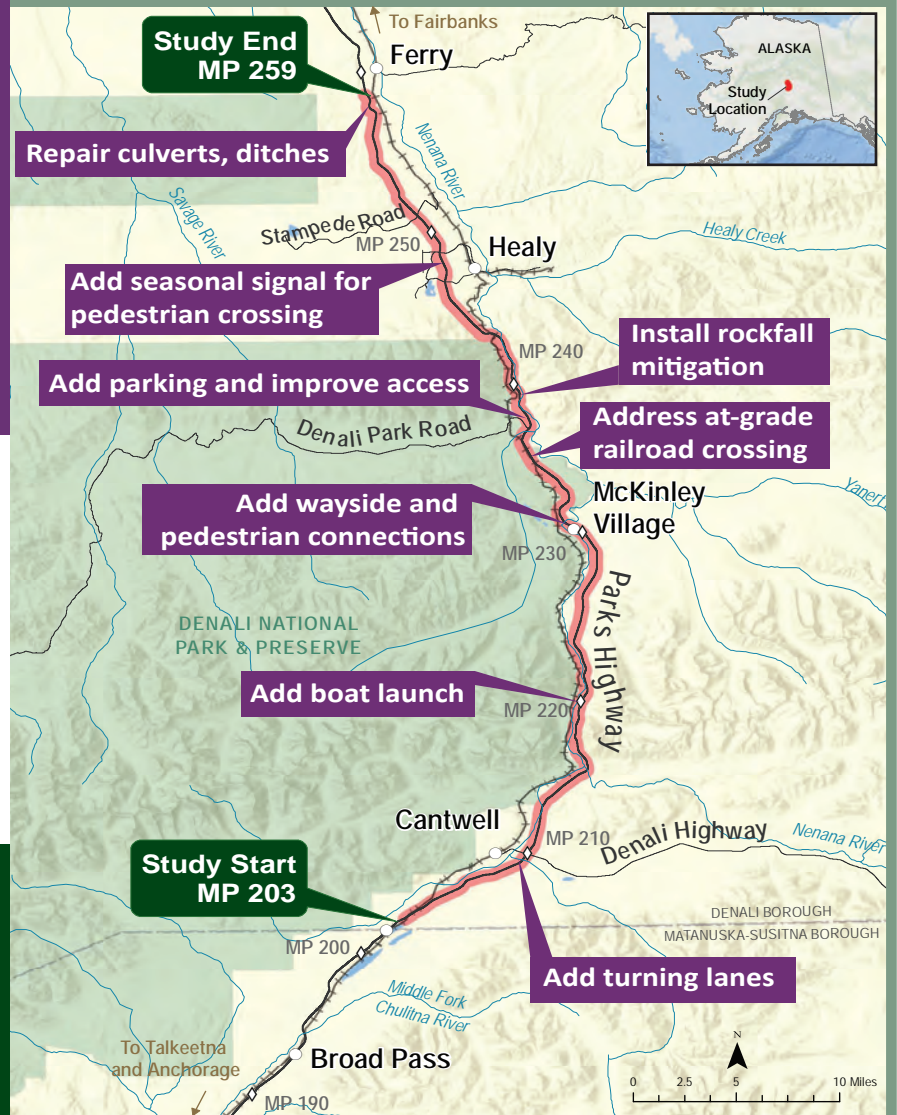 To Fairbanks
Study End
MP 259
Ferry
ALASKA
Study
Location
Repair culverts, ditches
Nenana River
Savage River
Stampede Road
MP 250
Healy
Healy Creek
Add seasonal signal for
pedestrian crossing
MP 240
Install rockfall
mitigation
Add parking and improve access
Denali Park Road
Address at-grade
railroad crossing
Add wayside and
pedestrian connections
McKinley
Village
Yanert
MP 230
Parks Highway
DENALI NATIONAL
PARK & PRESERVE
Add boat launch
MP 220
Cantwell
MP 210
Denali Highway
Nenana River
Study Start
MP 203
DENALI BOROUGH
MATANUSKA-SUSITNA BOROUGH
MP 200
Add turning lanes
Middle Fork
Chulitna River
To Talkeetna
and Anchorage
Broad Pass
MP 190
N
0 2.5 5 10 Miles